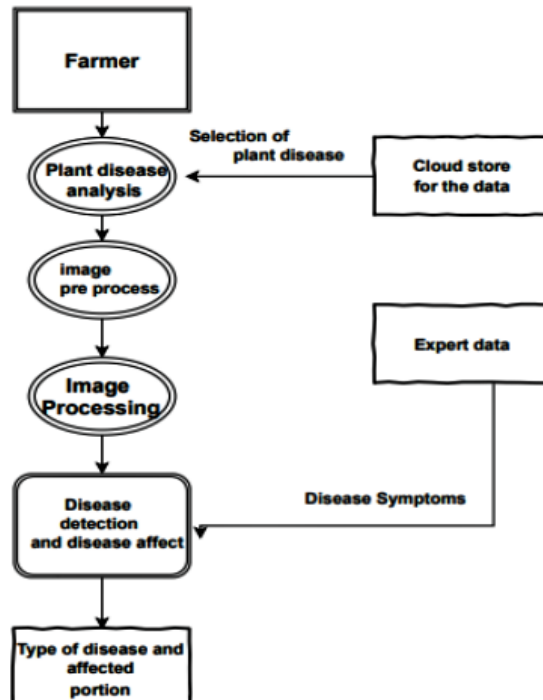 Farmer
Selection of
plant disease
Plant disease
analysis
Cloud store
for the data
image
pre process
Expert data
Image
Processing
Disease Symptoms
Disease
detection
and disease affect
Type of disease and
affected
portion